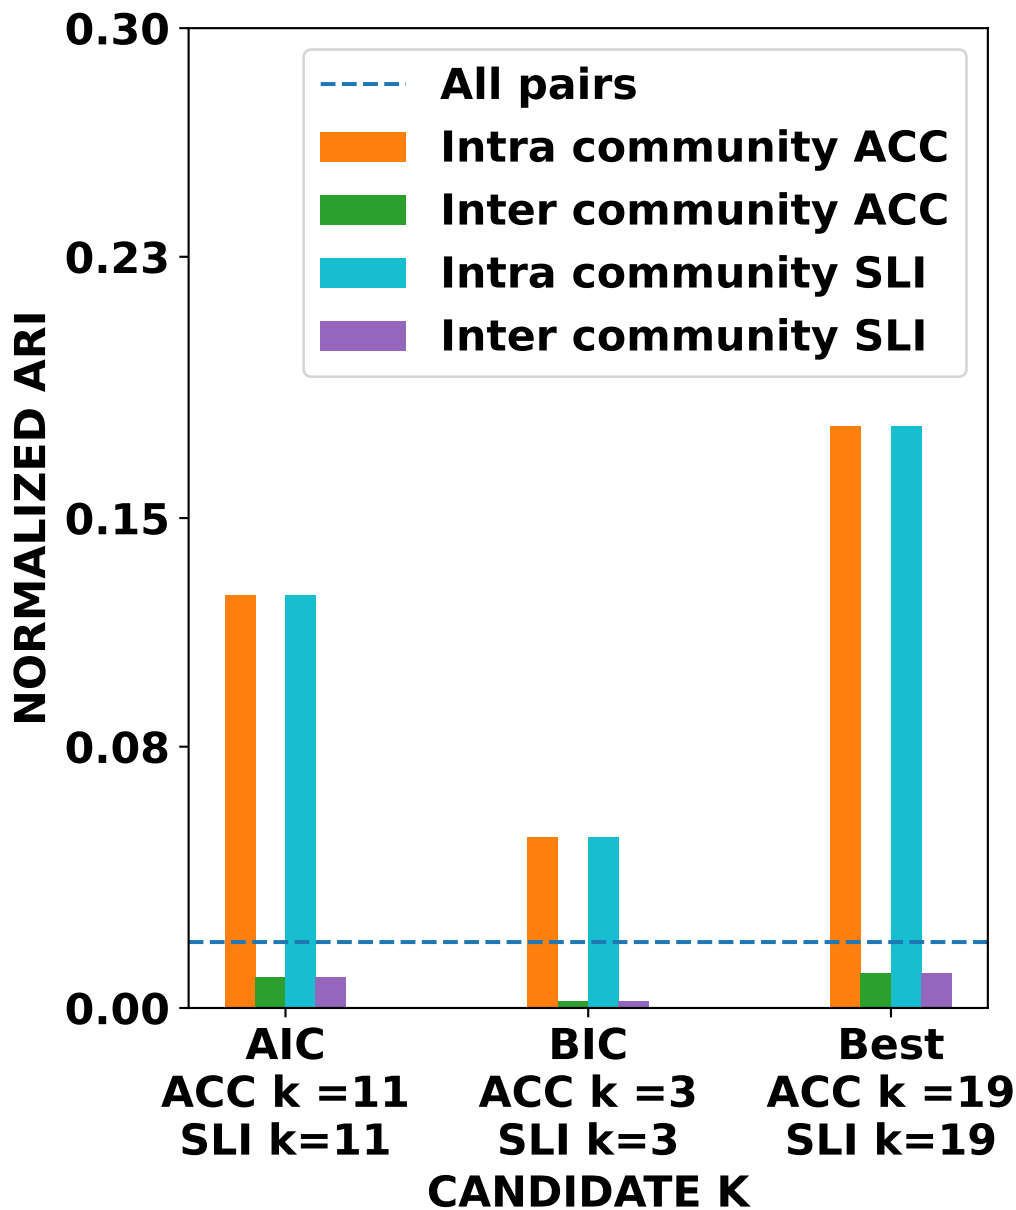 0.30
0.23
0.15
0.08
0.00
NORMALIZED ARI
All pairs
Intra community ACC
Inter community ACC
Intra community SLI
Inter community SLI
AIC
ACC k =11
SLI k=11
BIC
ACC k =3
SLI k=3
Best
ACC k =19
SLI k=19
CANDIDATE K